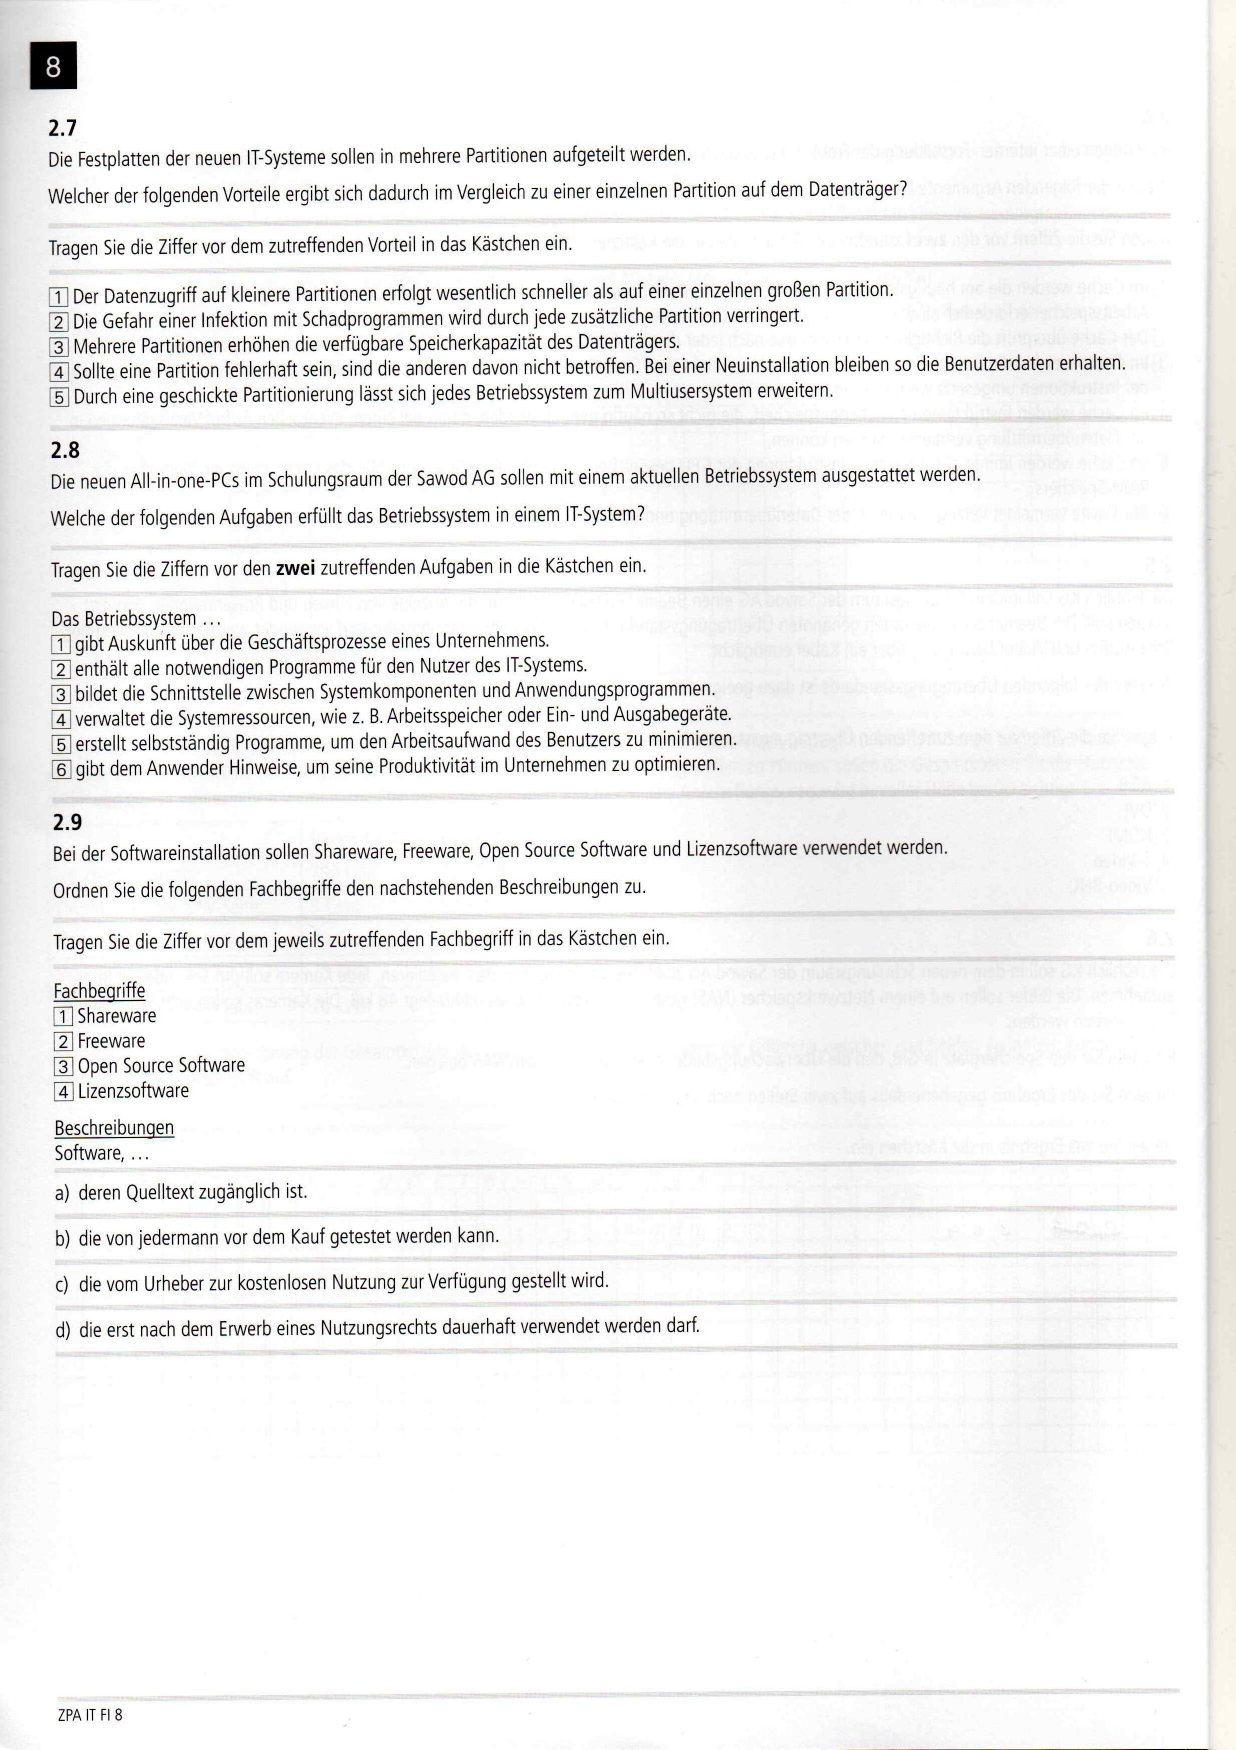 8
2.7
Die Festplatten der neuen IT-Systeme sollen in mehrere Partitionen aufgeteilt werden.
Welcher der folgenden Vorteile ergibt sich dadurch im Vergleich zu einer einzelnen Partition auf dem Datenträger?
Tragen Sie die Ziffer vor dem zutreffenden Vorteil in das Kästchen ein.
1 Der Datenzugriff auf kleinere Partitionen erfolgt wesentlich schneller als auf einer einzelnen großen Partition.
2 Die Gefahr einer Infektion mit Schadprogrammen wird durch jede zusätzliche Partition verringert.
3 Mehrere Partitionen erhöhen die verfügbare Speicherkapazität des Datenträgers.
4 Sollte eine Partition fehlerhaft sein, sind die anderen davon nicht betroffen. Bei einer Neuinstallation bleiben so die Benutzerdaten erhalten.
5 Durch eine geschickte Partitionierung lässt sich jedes Betriebssystem zum Multiusersystem erweitern.
2.8
Die neuen All-in-one-PCs im Schulungsraum der Sawod AG sollen mit einem aktuellen Betriebssystem ausgestattet werden.
Welche der folgenden Aufgaben erfüllt das Betriebssystem in einem IT-System?
Tragen Sie die Ziffern vor den zwei zutreffenden Aufgaben in die Kästchen ein.
Das Betriebssystem ...
1 gibt Auskunft über die Geschäftsprozesse eines Unternehmens.
2 enthält alle notwendigen Programme für den Nutzer des IT-Systems.
3 bildet die Schnittstelle zwischen Systemkomponenten und Anwendungsprogrammen.
4 verwaltet die Systemressourcen, wie z. B. Arbeitsspeicher oder Ein- und Ausgabegeräte.
5 erstellt selbstständig Programme, um den Arbeitsaufwand des Benutzers zu minimieren.
6 gibt dem Anwender Hinweise, um seine Produktivität im Unternehmen zu optimieren.
2.9
Bei der Softwareinstallation sollen Shareware, Freeware, Open Source Software und Lizenzsoftware verwendet werden.
Ordnen Sie die folgenden Fachbegriffe den nachstehenden Beschreibungen zu.
Tragen Sie die Ziffer vor dem jeweils zutreffenden Fachbegriff in das Kästchen ein.
Fachbegriffe
1 Shareware
2 Freeware
3 Open Source Software
4 Lizenzsoftware
Beschreibungen
Software, ...
a) deren Quelltext zugänglich ist.
b) die von jedermann vor dem Kauf getestet werden kann.
c) die vom Urheber zur kostenlosen Nutzung zur Verfügung gestellt wird.
d) die erst nach dem Erwerb eines Nutzungsrechts dauerhaft verwendet werden darf.
ZPA IT FI 8